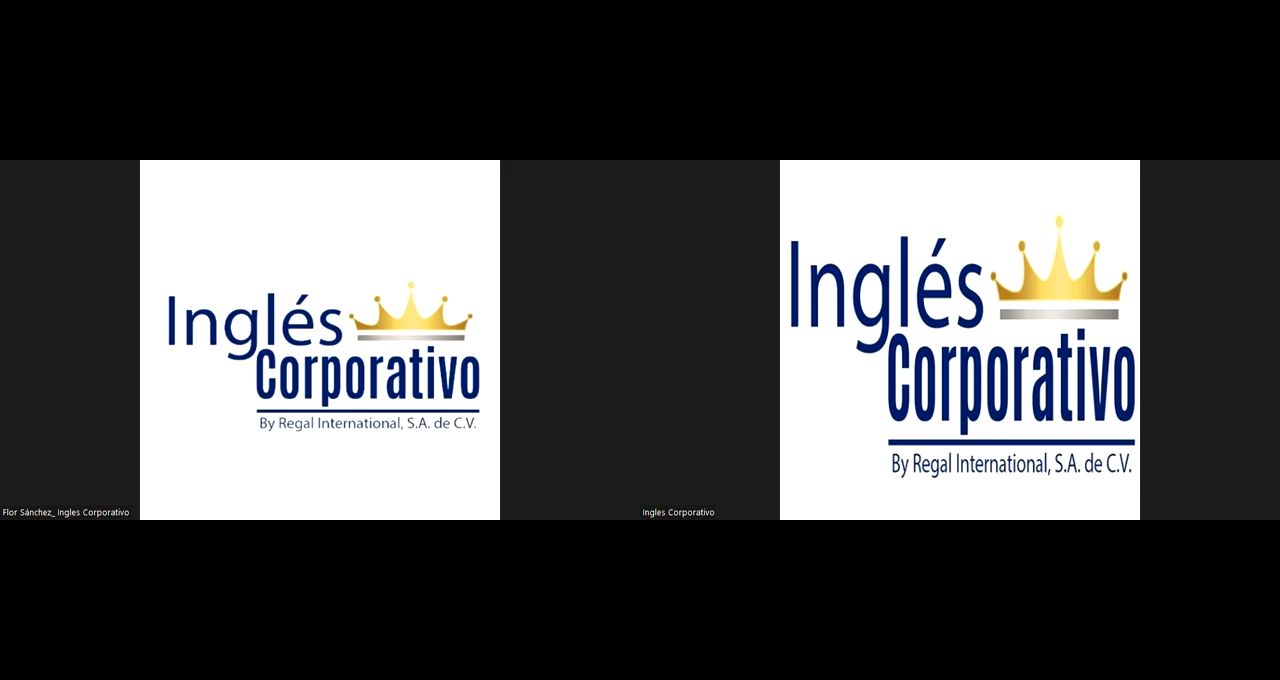 Inglés
Corporativo
By Regal International, S.A. de C.V.
Flor Sánchez_ Ingles Corporativo
Inglés
Corporativo
By Regal International, S.A. de C.V.
Ingles Corporativo